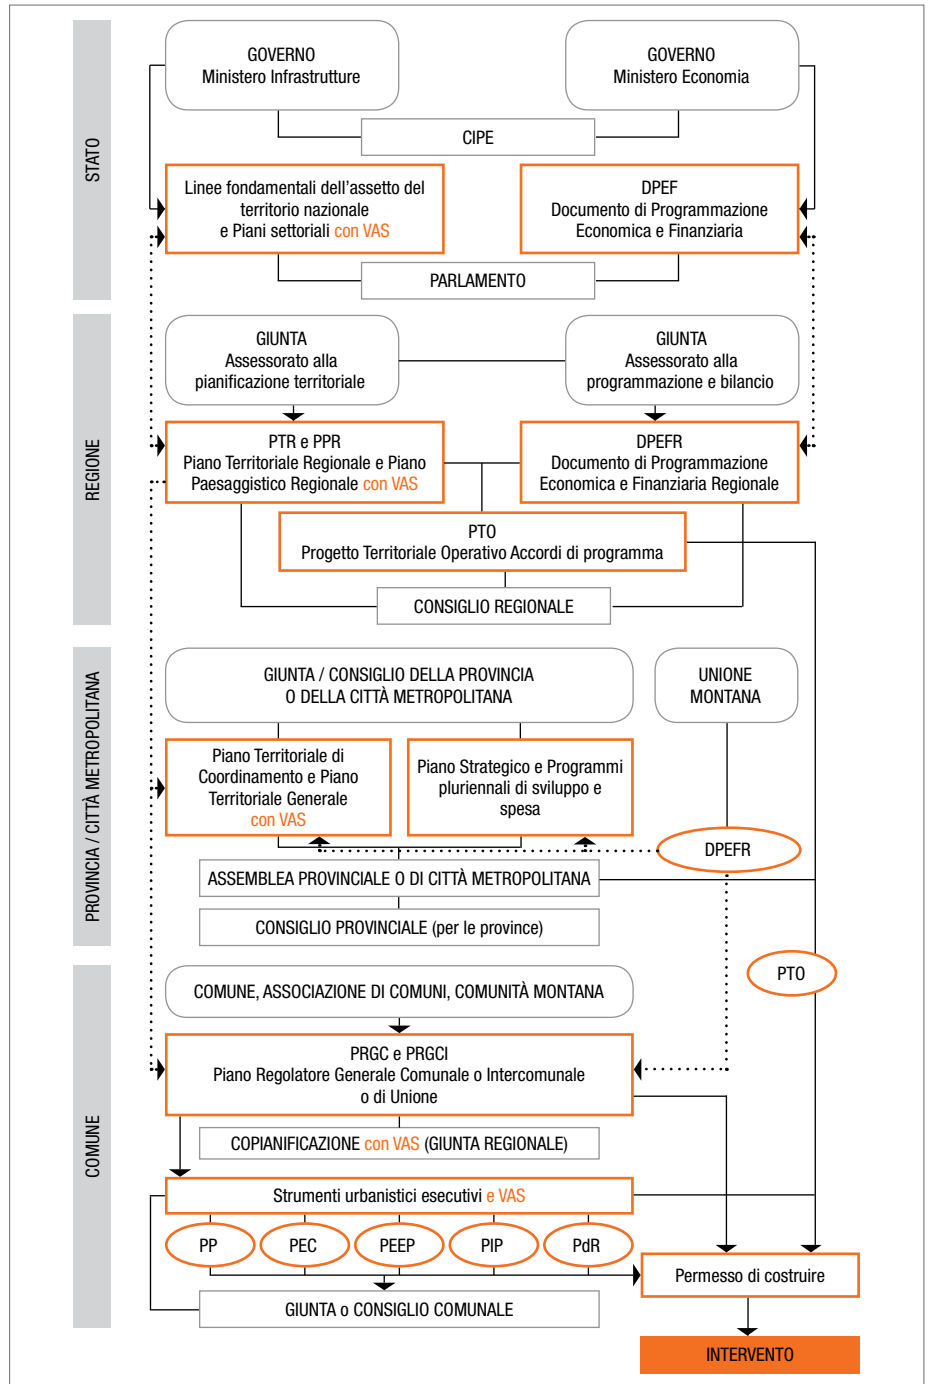 STATO
GOVERNO
Ministero Infrastrutture
GOVERNO
Ministero Economia
CIPE
Linee fondamentali dell’assetto del
territorio nazionale
e Piani settoriali con VAS
DPEF
Documento di Programmazione
Economica e Finanziaria
PARLAMENTO
REGIONE
GIUNTA
Assessorato alla
pianificazione territoriale
GIUNTA
Assessorato alla
programmazione e bilancio
PTR e PPR
Piano Territoriale Regionale e Piano
Paesaggistico Regionale con VAS
DPEFR
Documento di Programmazione
Economica e Finanziaria Regionale
PTO
Progetto Territoriale Operativo Accordi di programma
CONSIGLIO REGIONALE
PROVINCIA / CITTÀ METROPOLITANA
GIUNTA / CONSIGLIO DELLA PROVINCIA
O DELLA CITTÀ METROPOLITANA
UNIONE
MONTANA
Piano Territoriale di
Coordinamento e Piano
Territoriale Generale
con VAS
Piano Strategico e Programmi
pluriennali di sviluppo e
spesa
DPEFR
ASSEMBLEA PROVINCIALE O DI CITTÀ METROPOLITANA
CONSIGLIO PROVINCIALE (per le province)
PTO
COMUNE
COMUNE, ASSOCIAZIONE DI COMUNI, COMUNITÀ MONTANA
PRGC e PRGCI
Piano Regolatore Generale Comunale o Intercomunale
o di Unione
COPIANIFICAZIONE con VAS (GIUNTA REGIONALE)
Strumenti urbanistici esecutivi e VAS
PP
PEC
PEEP
PIP
PdR
Permesso di costruire
GIUNTA o CONSIGLIO COMUNALE
INTERVENTO